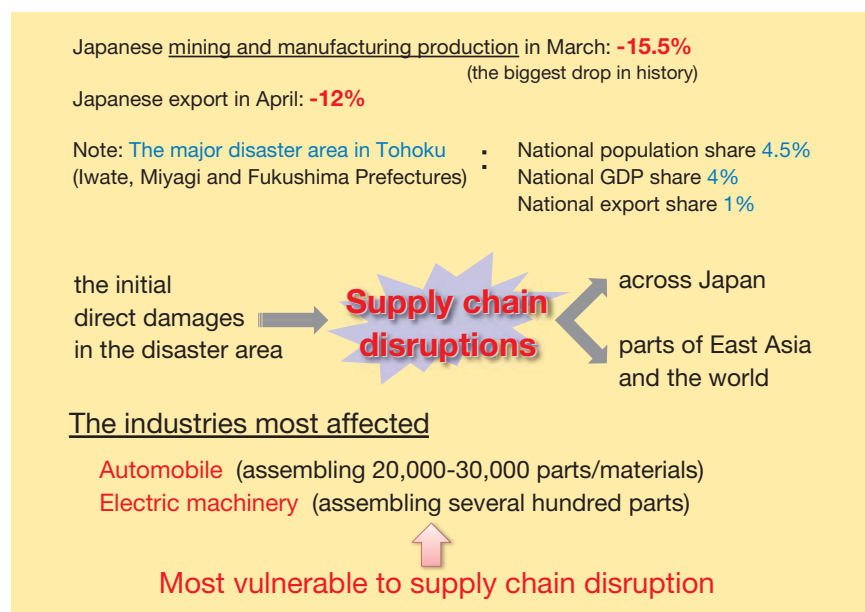 Japanese mining and manufacturing production in March: -15.5%
(the biggest drop in history)
Japanese export in April: -12%
Note: The major disaster area in Tohoku
(Iwate, Miyagi and Fukushima Prefectures)
:
National population share 4.5%
National GDP share 4%
National export share 1%
the initial
direct damages
in the disaster area
Supply chain
disruptions
across Japan
parts of East Asia
and the world
The industries most affected
Automobile (assembling 20,000-30,000 parts/materials)
Electric machinery (assembling several hundred parts)
Most vulnerable to supply chain disruption